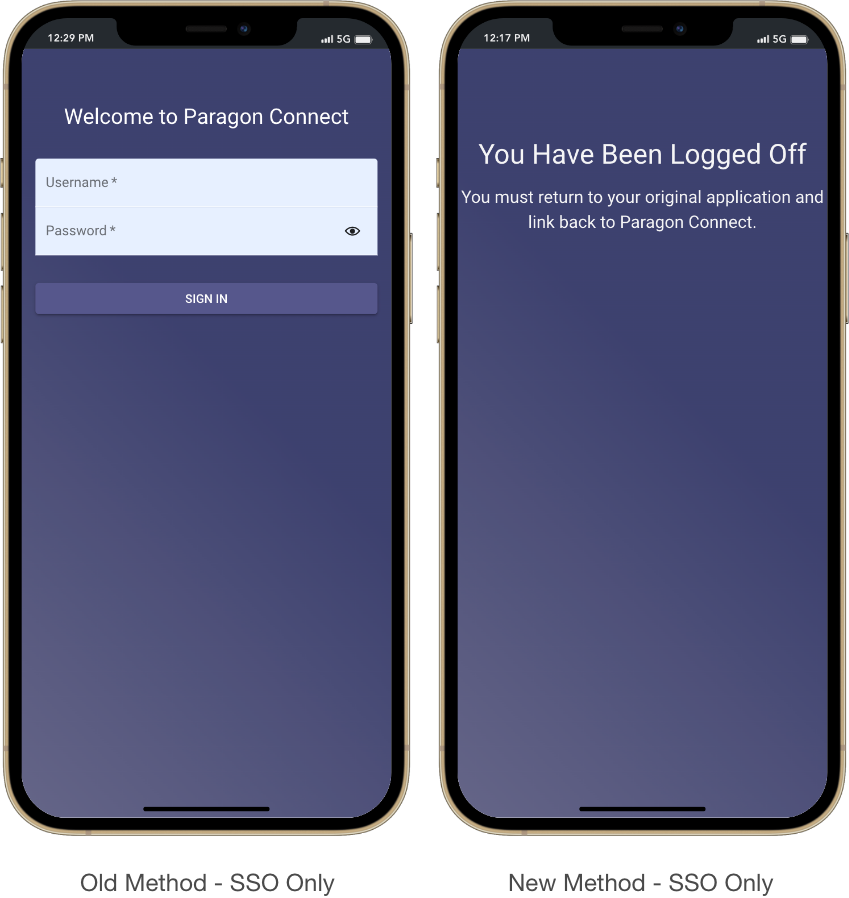 12:29 PM
5G
Welcome to Paragon Connect
Username *
Password *
SIGN IN
Old Method - SSO Only
12:17 PM
5G
You Have Been Logged Off
You must return to your original application and
link back to Paragon Connect.
New Method - SSO Only